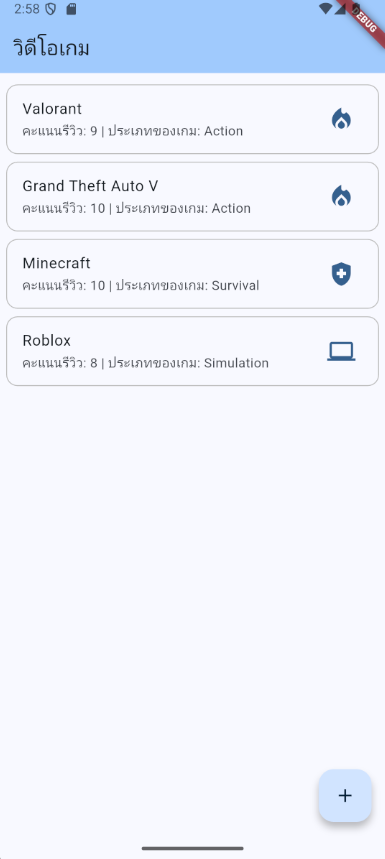 2:58
DEBUG
วิดีโอเกม
Valorant
คะแนนรีวิว: 9 | ประเภทของเกม: Action
Grand Theft Auto V
คะแนนรีวิว: 10 | ประเภทของเกม: Action
Minecraft
คะแนนรีวิว: 10 | ประเภทของเกม: Survival
Roblox
คะแนนรีวิว: 8 | ประเภทของเกม: Simulation